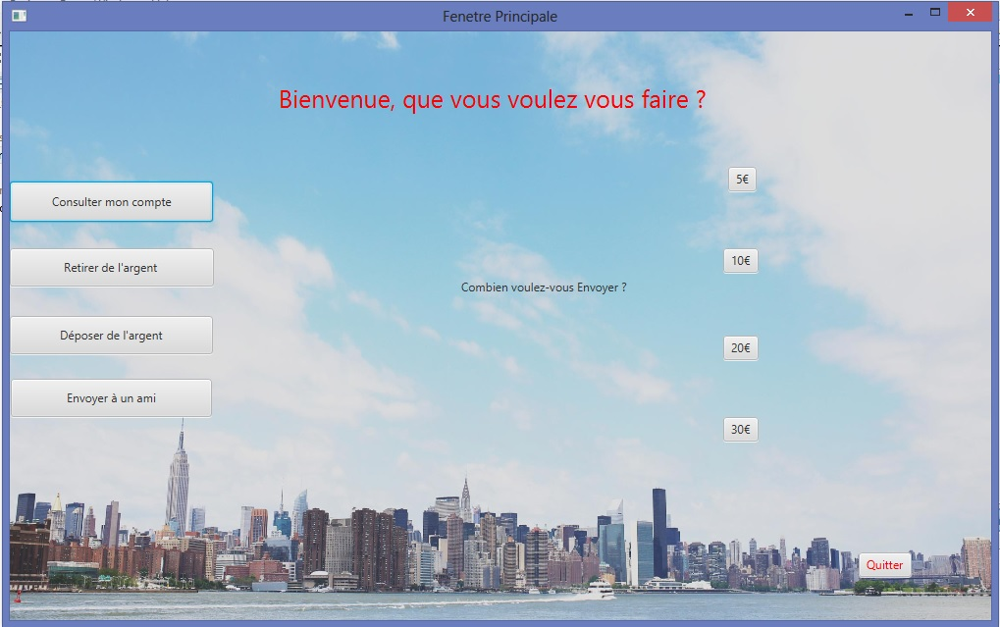 Fenetre Principale
Bienvenue, que vous voulez vous faire ?
5€
Consulter mon compte
10€
Retirer de l'argent
Combien voulez-vous Envoyer ?
Déposer de l'argent
20€
Envoyer à un ami
30€
Quitter